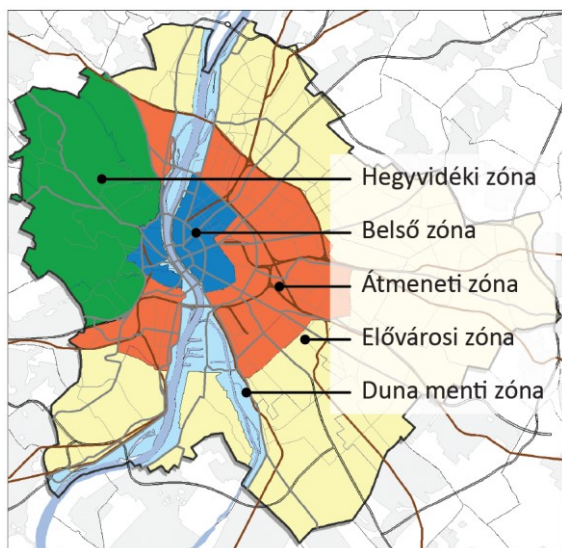 Hegyvidéki zóna
Belső zóna
Átmeneti zóna
Elővárosi zóna
Duna menti zóna